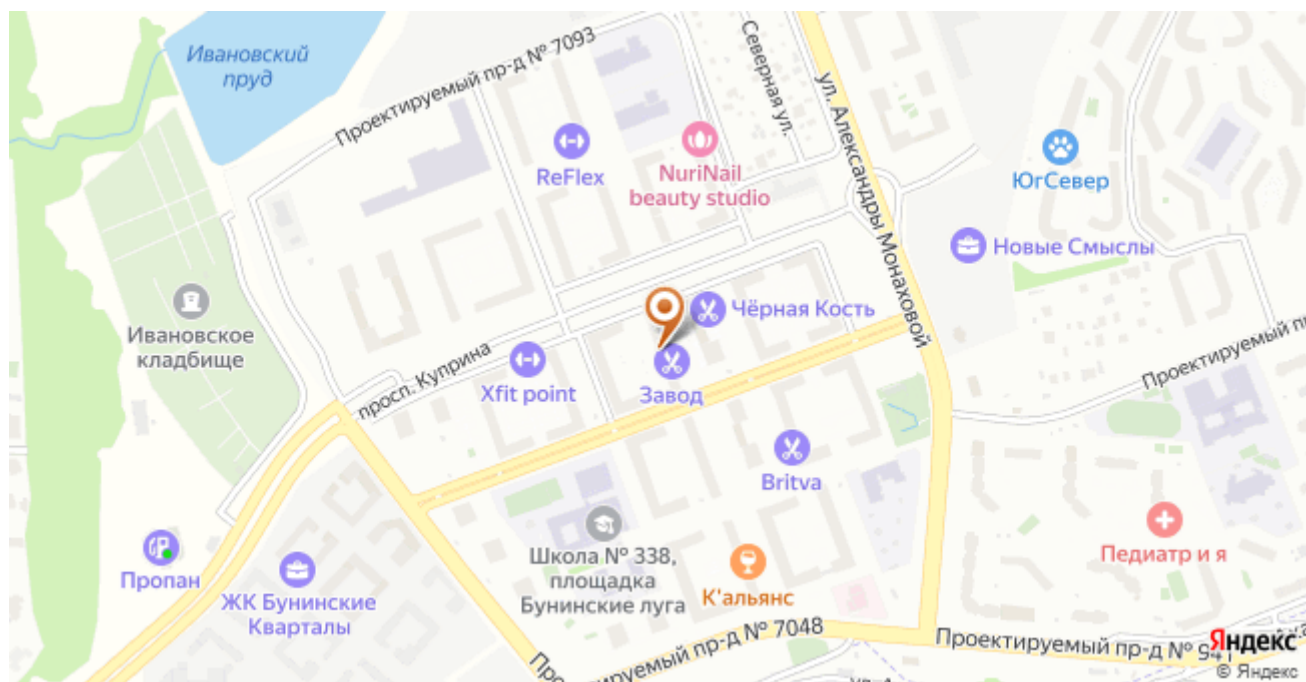 Ивановский
пруд
Проектируемый пр-д № 7093
Северная ул.
ул. Александры Монаховой
ReFlex
NuriNail
beauty studio
ЮгСевер
Новые Смыслы
Чёрная Кость
Ивановское
кладбище
просп. Куприна
Xfit point
Завод
Проектируемый
Britva
Школа № 338,
площадка
Бунинские луга
Педиатр и я
Пропан
ЖК Бунинские
Кварталы
К'альянс
Проектируемый пр-д № 7048
Проектируемый пр-д №
Яндекс
© Яндекс